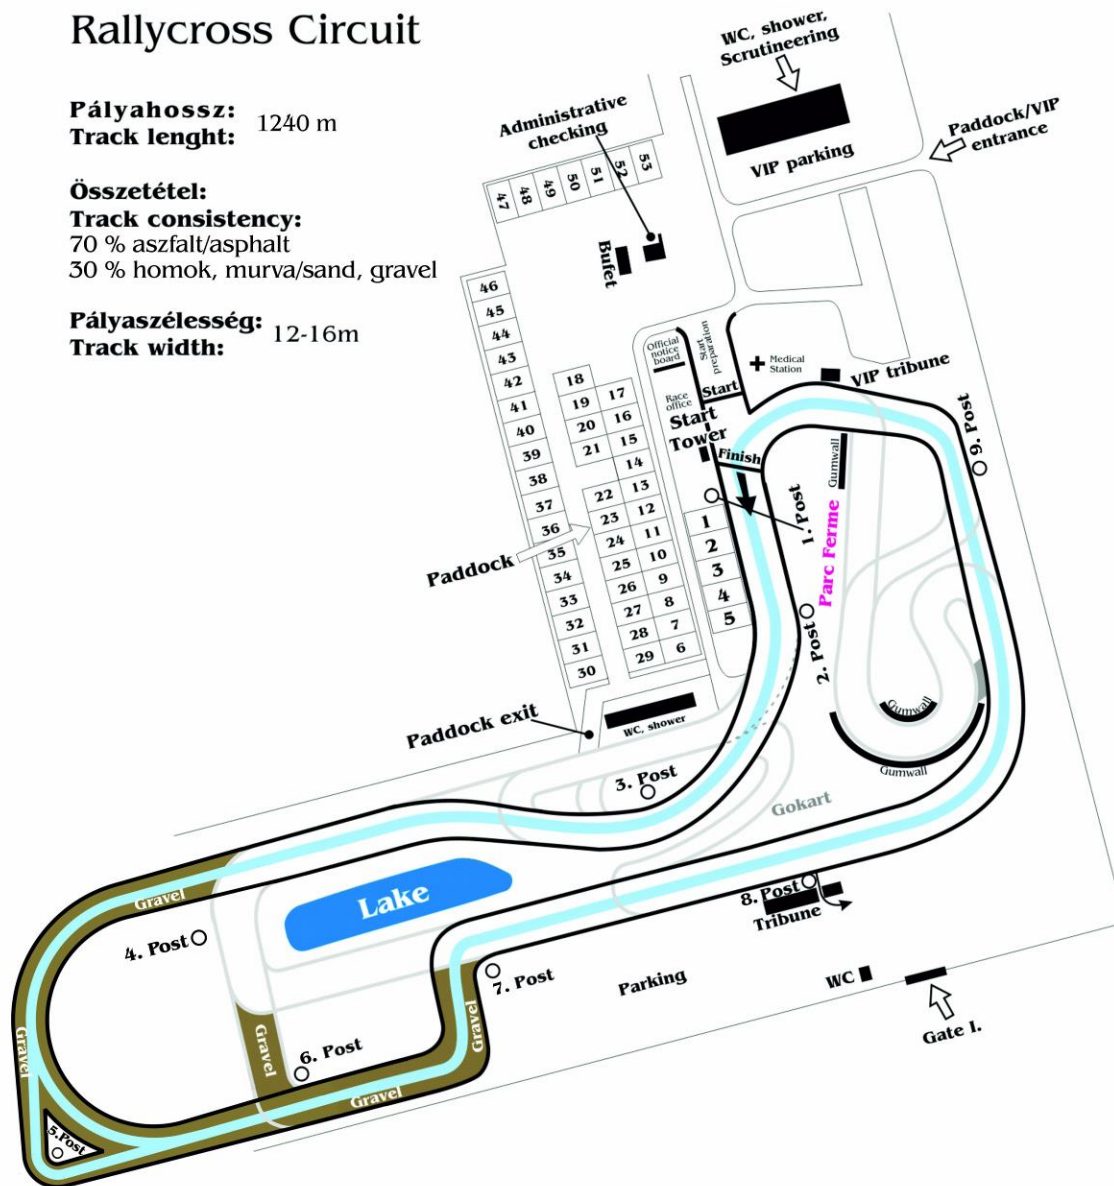 Rallycross Circuit
Pályahossz:
Track lenght:
1240 m
Összetétel:
Track consistency:
70 % aszfalt/asphalt
30 % homok, murva/sand, gravel
Pályaszélesség:
Track width:
12-16m
WC, shower,
Scrutineering
VIP parking
Paddock/VIP
entrance
Administrative
checking
47
48
49
50
51
52
53
Bufet
46
45
44
43
42
41
40
39
38
37
36
35
34
33
32
31
30
18
19
20
21
17
16
15
14
22
23
24
25
26
27
28
29
13
12
11
10
9
8
7
6
Official
notice
board
Start
preparation
Start
Medical
Station
VIP tribune
Race
office
Start
Tower
Finish
1
2
3
4
5
1. Post
Gumwall
Parc Ferme
9. Post
2. Post
Paddock
Paddock exit
WC, shower
Gumwall
Gumwall
3. Post
Gokart
Lake
Gravel
4. Post
8. Post
Tribune
7. Post
Parking
WC
Gate I.
Gravel
Gravel
6. Post
Gravel
Gravel
5.Post